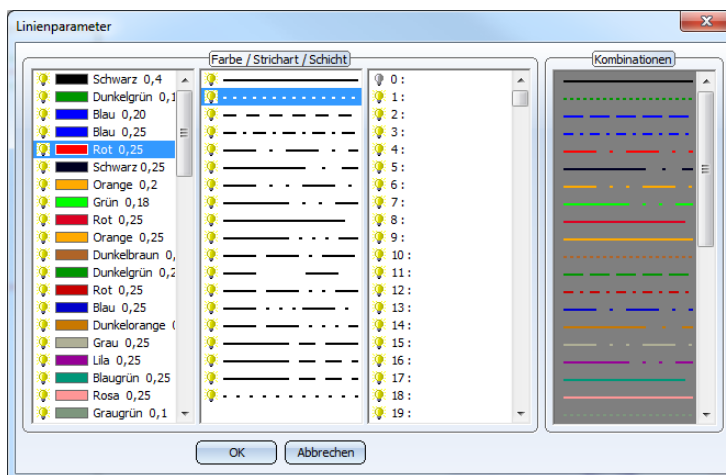 Linienparameter
x
Farbe / Strichart / Schicht
Kombinationen
Schwarz 0,4
Dunkelgrün 0,1
Blau 0,20
Blau 0,25
Rot 0,25
Schwarz 0,25
Orange 0,2
Grün 0,18
Rot 0,25
Orange 0,25
Dunkelbraun 0,
Dunkelgrün 0,2
Rot 0,25
Blau 0,25
Dunkelorange (
Grau 0,25
Lila 0,25
Blaugrün 0,25
Rosa 0,25
Graugrün 0,1
0 :
1 :
2 :
3 :
4 :
5 :
6 :
7 :
8 :
9 :
10 :
11 :
12 :
13 :
14 :
15 :
16 :
17 :
18 :
19 :
OK
Abbrechen